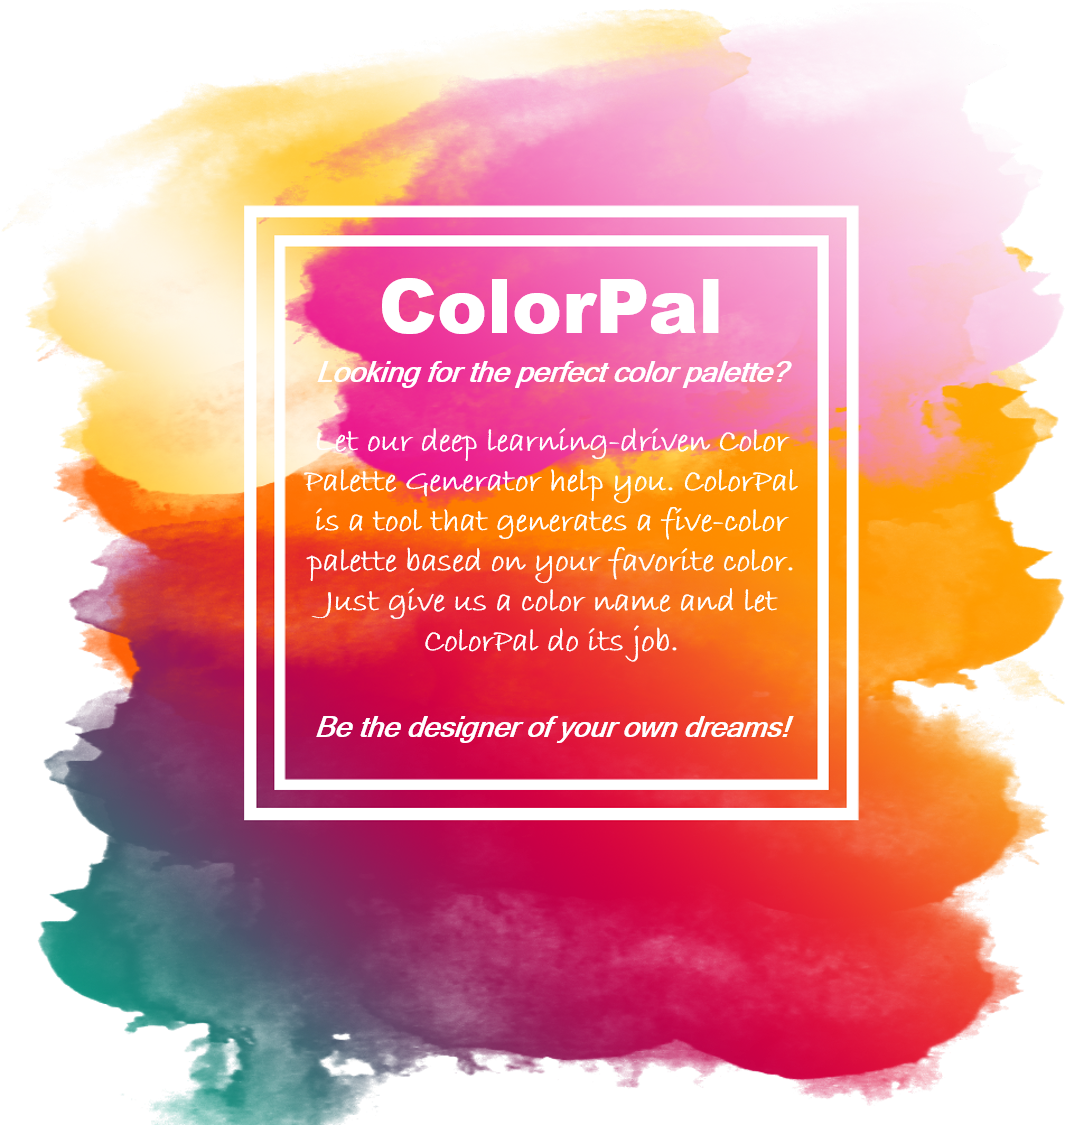 ColorPal
Looking for the perfect color palette?
Let our deep learning-driven Color
Palette Generator help you. ColorPal
is a tool that generates a five-color
palette based on your favorite color.
Just give us a color name and let
ColorPal do its job.
Be the designer of your own dreams!